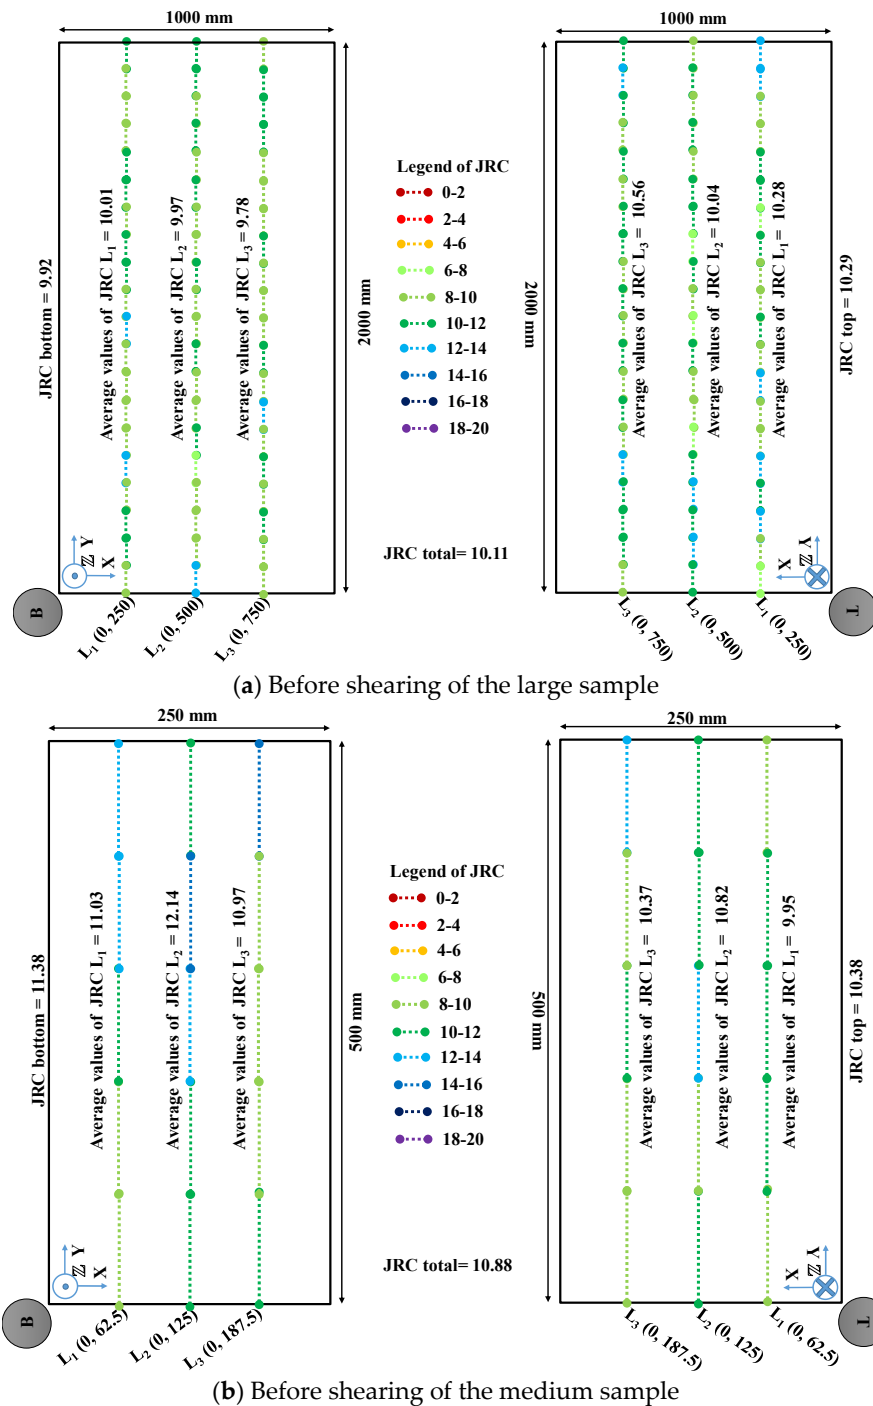 1000 mm
1000 mm
JRC bottom = 9.92
Average values of JRC L1 = 10.01
Average values of JRC L2 = 9.97
Average values of JRC L3 = 9.78
2000 mm
Legend of JRC
0-2
2-4
4-6
6-8
8-10
10-12
12-14
14-16
16-18
18-20
JRC total= 10.11
2000 mm
Average values of JRC L3 = 10.56
Average values of JRC L2 = 10.04
Average values of JRC L1 = 10.28
JRC top = 10.29
Z Y
X
B
L1 (0, 250)
L2 (0, 500)
L3 (0, 750)
X
Z Y
T
L3 (0, 750)
L2 (0, 500)
L1 (0, 250)
(a) Before shearing of the large sample
250 mm
250 mm
JRC bottom = 11.38
Average values of JRC L1 = 11.03
Average values of JRC L2 = 12.14
Average values of JRC L3 = 10.97
500 mm
Legend of JRC
0-2
2-4
4-6
6-8
8-10
10-12
12-14
14-16
16-18
18-20
JRC total= 10.88
500 mm
Average values of JRC L3 = 10.37
Average values of JRC L2 = 10.82
Average values of JRC L1 = 9.95
JRC top = 10.38
Z Y
X
B
L1 (0, 62.5)
L2 (0, 125)
L3 (0, 187.5)
X
Z Y
T
L3 (0, 187.5)
L2 (0, 125)
L1 (0, 62.5)
(b) Before shearing of the medium sample